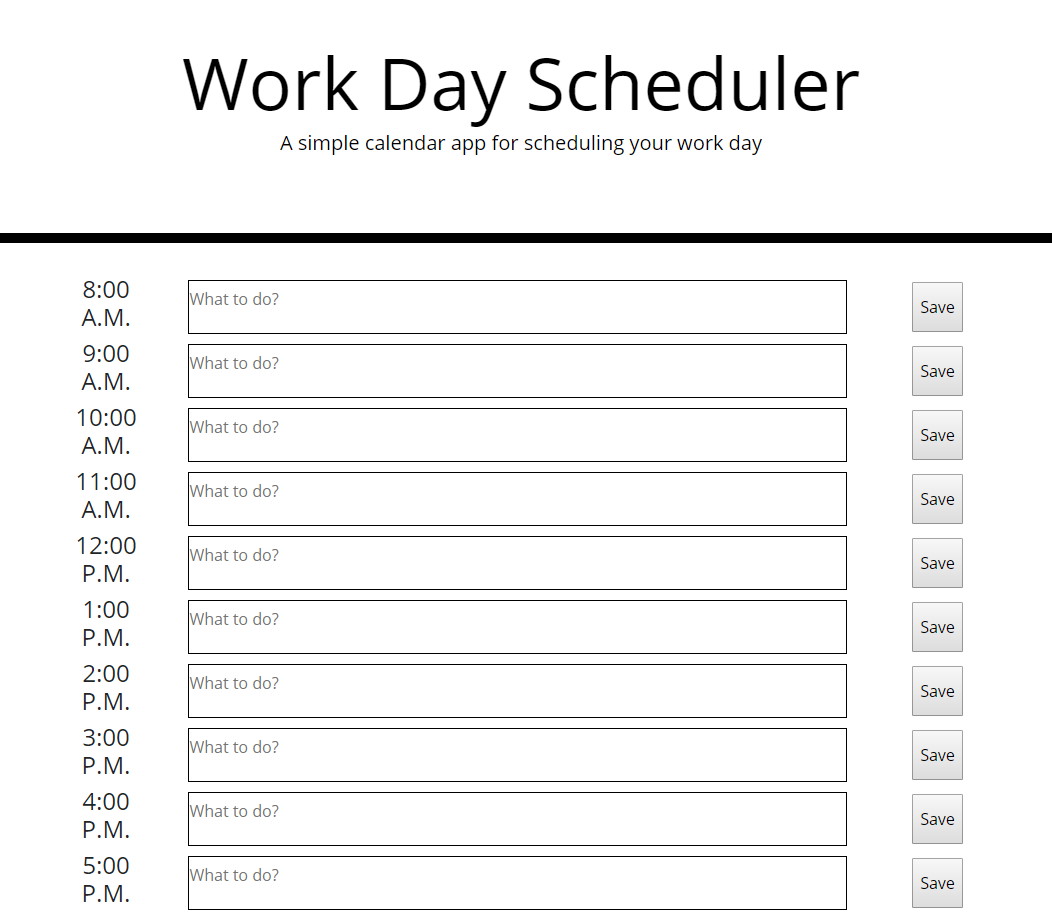 Work Day Scheduler
A simple calendar app for scheduling your work day
8:00
A.M.
What to do?
Save
9:00
A.M.
What to do?
Save
10:00
A.M.
What to do?
Save
11:00
A.M.
What to do?
Save
12:00
P.M.
What to do?
Save
1:00
P.M.
What to do?
Save
2:00
P.M.
What to do?
Save
3:00
P.M.
What to do?
Save
4:00
P.M.
What to do?
Save
5:00
P.M.
What to do?
Save